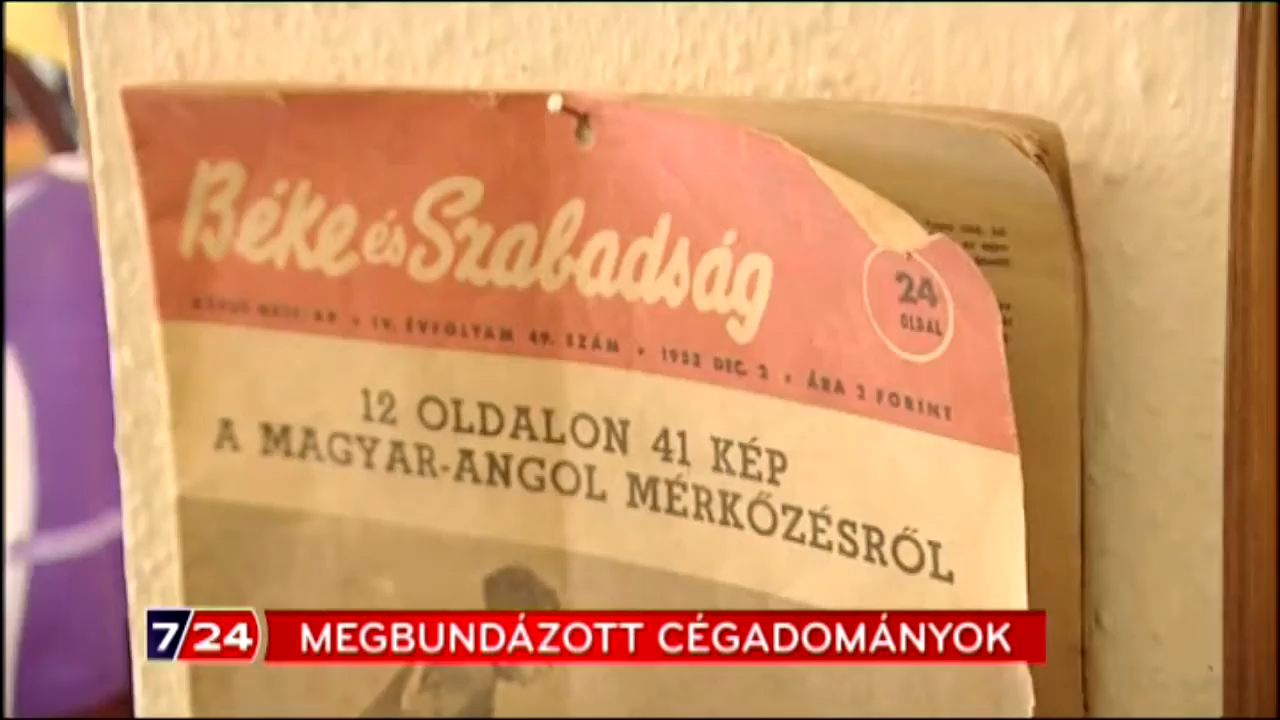 Béke és Szabadság
24
OLDAL
IV. ÉVFOLYAM 49. SZÁM • 1953 DEC. 2 • ÁRA 2 FORINT
12 OLDALON 41 KÉP
A MAGYAR-ANGOL MÉRKŐZÉSRŐL
7/24 MEGBUNDÁZOTT CÉGADOMÁNYOK